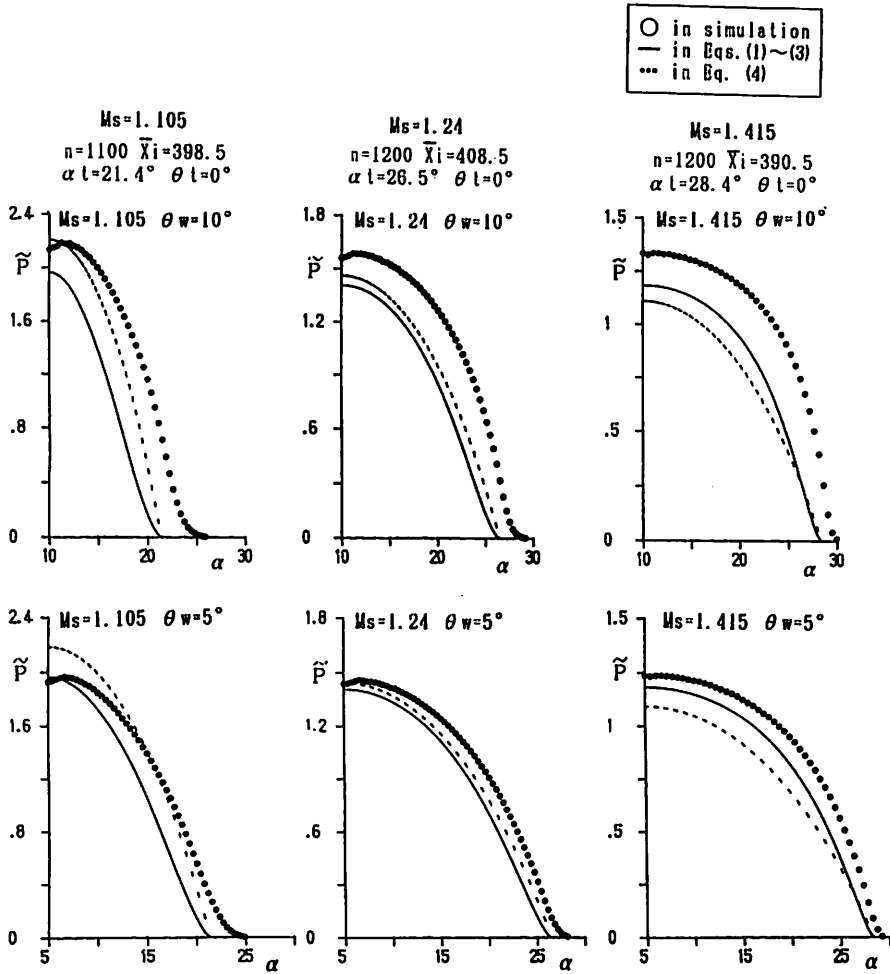 ○ in simulation
— in Eqs.(1)～(3)
••• in Eq. (4)
Ms=1.105
n=1100 X̄i=398.5
α t=21.4° θ t=0°
Ms=1.24
n=1200 X̄i=408.5
α t=26.5° θ t=0°
Ms=1.415
n=1200 X̄i=390.5
α t=28.4° θ t=0°
Ms=1.105 θ w=10°
2.4
P̃
1.6
.8
0
10 20 30
α
Ms=1.24 θ w=10°
1.8
P̃
1.2
.6
0
10 20 30
α
Ms=1.415 θ w=10°
1.5
P̃
1
.5
0
10 20 30
α
Ms=1.105 θ w=5°
2.4
P̃
1.6
.8
0
5 15 25
α
Ms=1.24 θ w=5°
1.8
P̃
1.2
.6
0
5 15 25
α
Ms=1.415 θ w=5°
1.5
P̃
1
.5
0
5 15 25
α